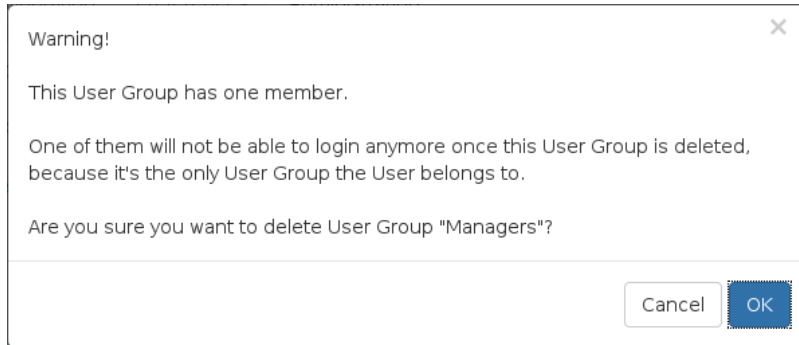 Warning!
This User Group has one member.
One of them will not be able to login anymore once this User Group is deleted,
because it's the only User Group the User belongs to.
Are you sure you want to delete User Group "Managers"?
Cancel OK